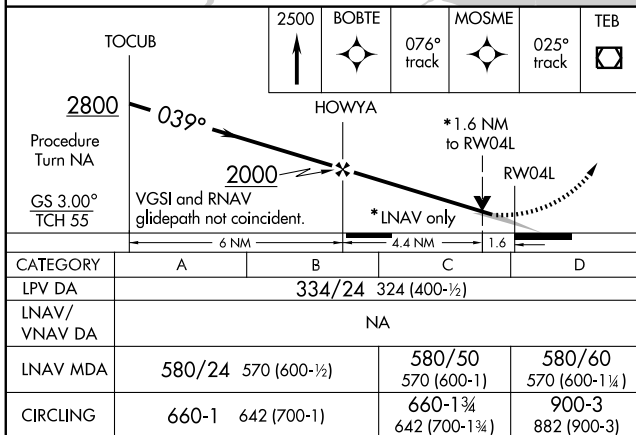 2500 BOBTE 076° track MOSME 025° track TEB
TOCUB
2800
039°
HOWYA
*1.6 NM
to RW04L
Procedure
Turn NA
2000
RW04L
GS 3.00°
TCH 55
VGSI and RNAV
glidepath not coincident.
*LNAV only
6 NM 4.4 NM 1.6
CATEGORY A B C D
LPV DA 334/24 324 (400-½)
LNAV/
VNAV DA
NA
LNAV MDA 580/24 570 (600-½) 580/50 570 (600-1) 580/60 570 (600-1¼)
CIRCLING 660-1 642 (700-1) 660-1¾ 642 (700-1¾) 900-3 882 (900-3)